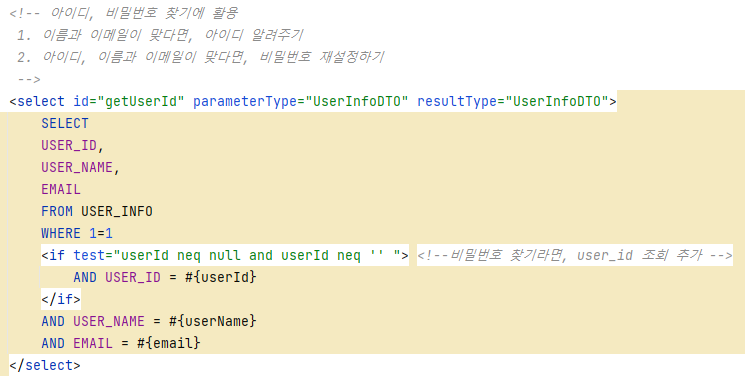 <!-- 아이디, 비밀번호 찾기에 활용
1. 이름과 이메일이 맞다면, 아이디 알려주기
2. 아이디, 이름과 이메일이 맞다면, 비밀번호 재설정하기
-->
<select id="getUserId" parameterType="UserInfoDTO" resultType="UserInfoDTO">
SELECT
USER_ID,
USER_NAME,
EMAIL
FROM USER_INFO
WHERE 1=1
<if test="userId neq null and userId neq '' "> <!--비밀번호 찾기라면, user_id 조회 추가 -->
AND USER_ID = #{userId}
</if>
AND USER_NAME = #{userName}
AND EMAIL = #{email}
</select>